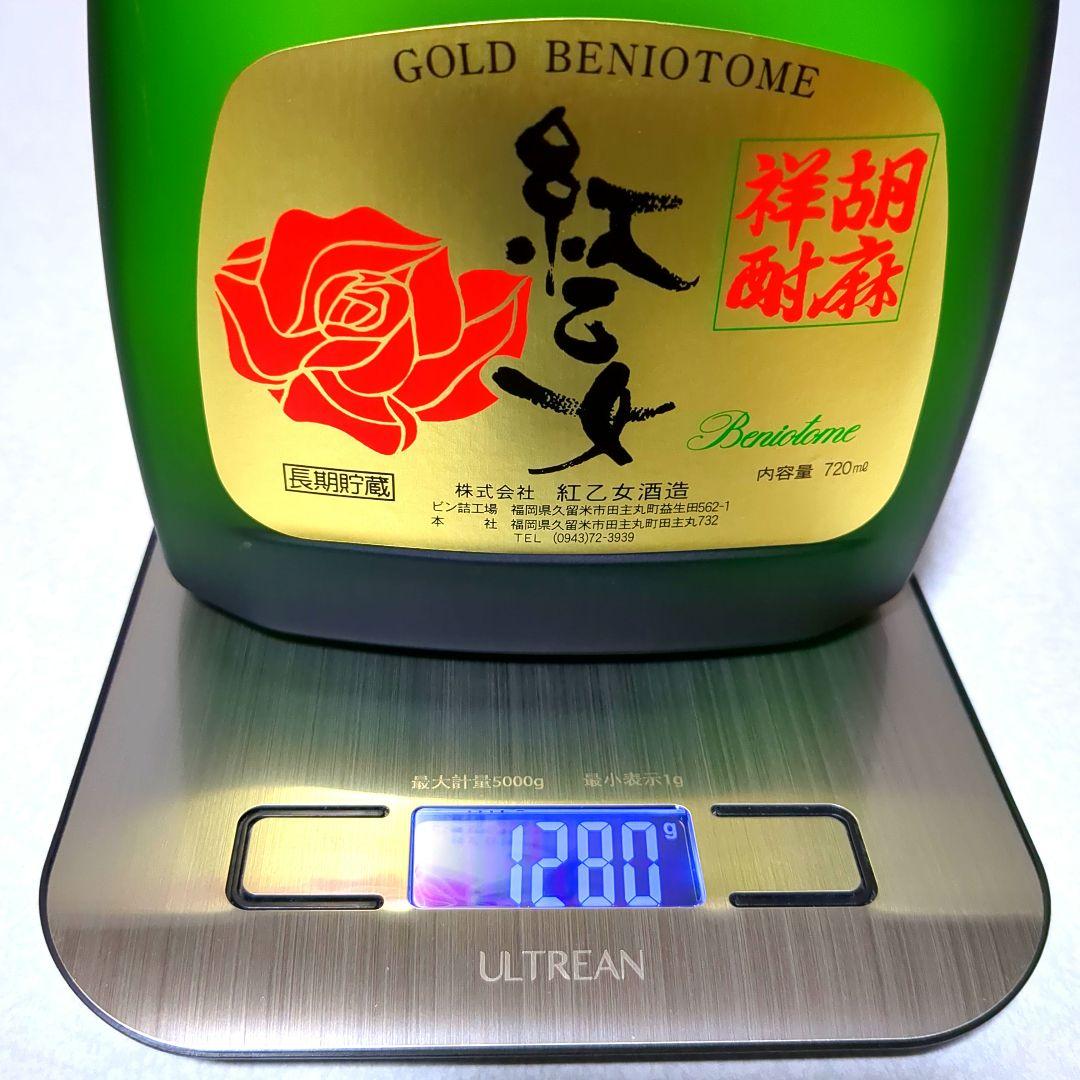 GOLD BENIOTOME
紅乙女
胡麻
祥酎
Beniotome
内容量 720ml
長期貯蔵
株式会社 紅乙女酒造
ビン詰工場 福岡県久留米市田主丸町益生田562-1
本 社 福岡県久留米市田主丸町田主丸732
TEL (0943)72-3939
最大計量5000g 最小表示1g
1280g
ULTREAN